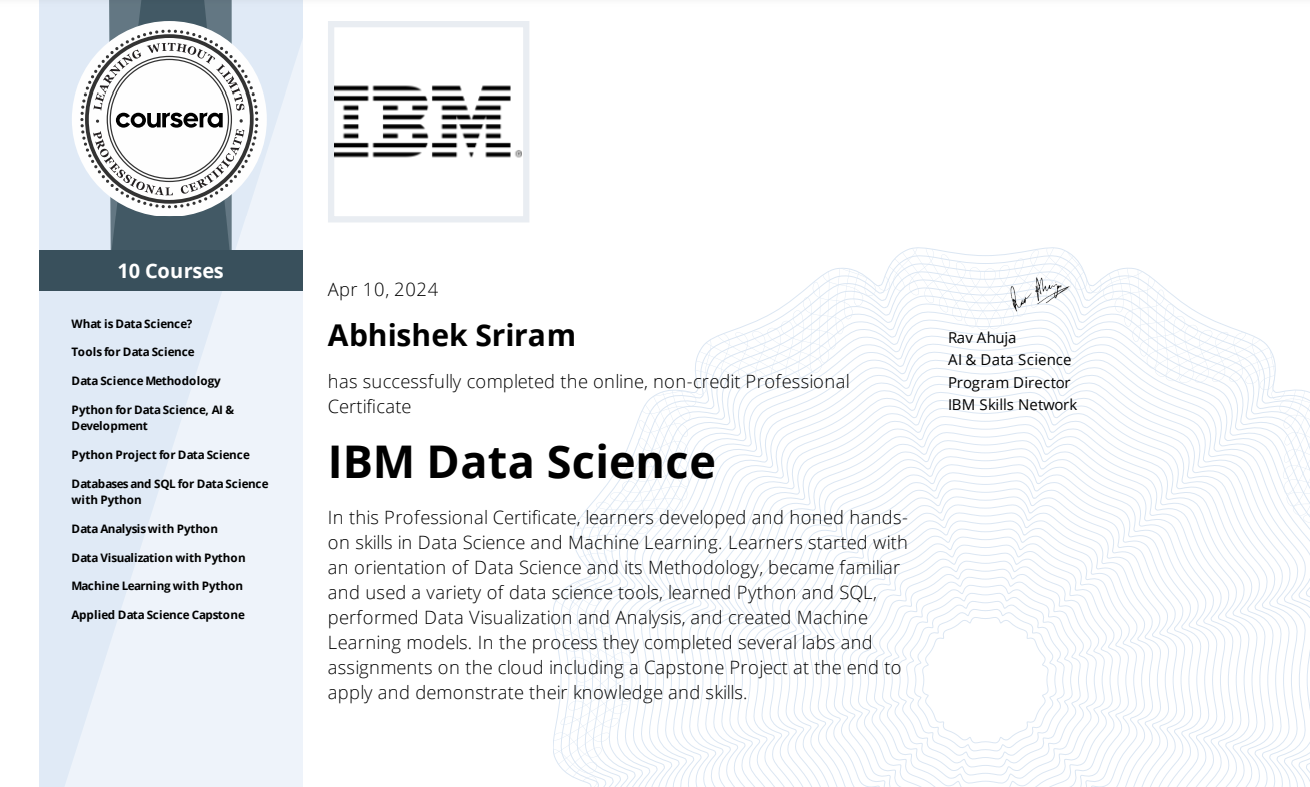 LEARNING WITHOUT LIMITS
coursera
PROFESSIONAL CERTIFICATE
10 Courses
What is Data Science?
Tools for Data Science
Data Science Methodology
Python for Data Science, AI &
Development
Python Project for Data Science
Databases and SQL for Data Science
with Python
Data Analysis with Python
Data Visualization with Python
Machine Learning with Python
Applied Data Science Capstone
IBM®
Apr 10, 2024
Abhishek Sriram
has successfully completed the online, non-credit Professional
Certificate
IBM Data Science
In this Professional Certificate, learners developed and honed hands-
on skills in Data Science and Machine Learning. Learners started with
an orientation of Data Science and its Methodology, became familiar
and used a variety of data science tools, learned Python and SQL,
performed Data Visualization and Analysis, and created Machine
Learning models. In the process they completed several labs and
assignments on the cloud including a Capstone Project at the end to
apply and demonstrate their knowledge and skills.
Rav Ahuja
Rav Ahuja
AI & Data Science
Program Director
IBM Skills Network